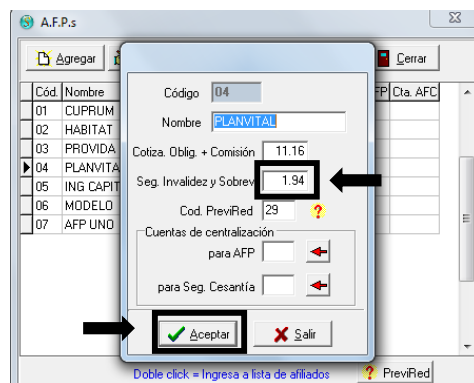 A.F.P.s
Agregar
Cerrar
Cód. Nombre
FP Cta. AFC
01 CUPRUM
02 HABITAT
03 PROVIDA
04 PLANVITA
05 ING CAPIT
06 MODELO
07 AFP UNO
Código 04
Nombre PLANVITAL
Cotiza. Oblig. + Comisión 11.16
Seg. Invalidez y Sobrev 1.94
Cod. PreviRed 29 ?
Cuentas de centralización
para AFP
para Seg. Cesantía
Aceptar
Salir
Doble click = Ingresa a lista de afiliados
? PreviRed